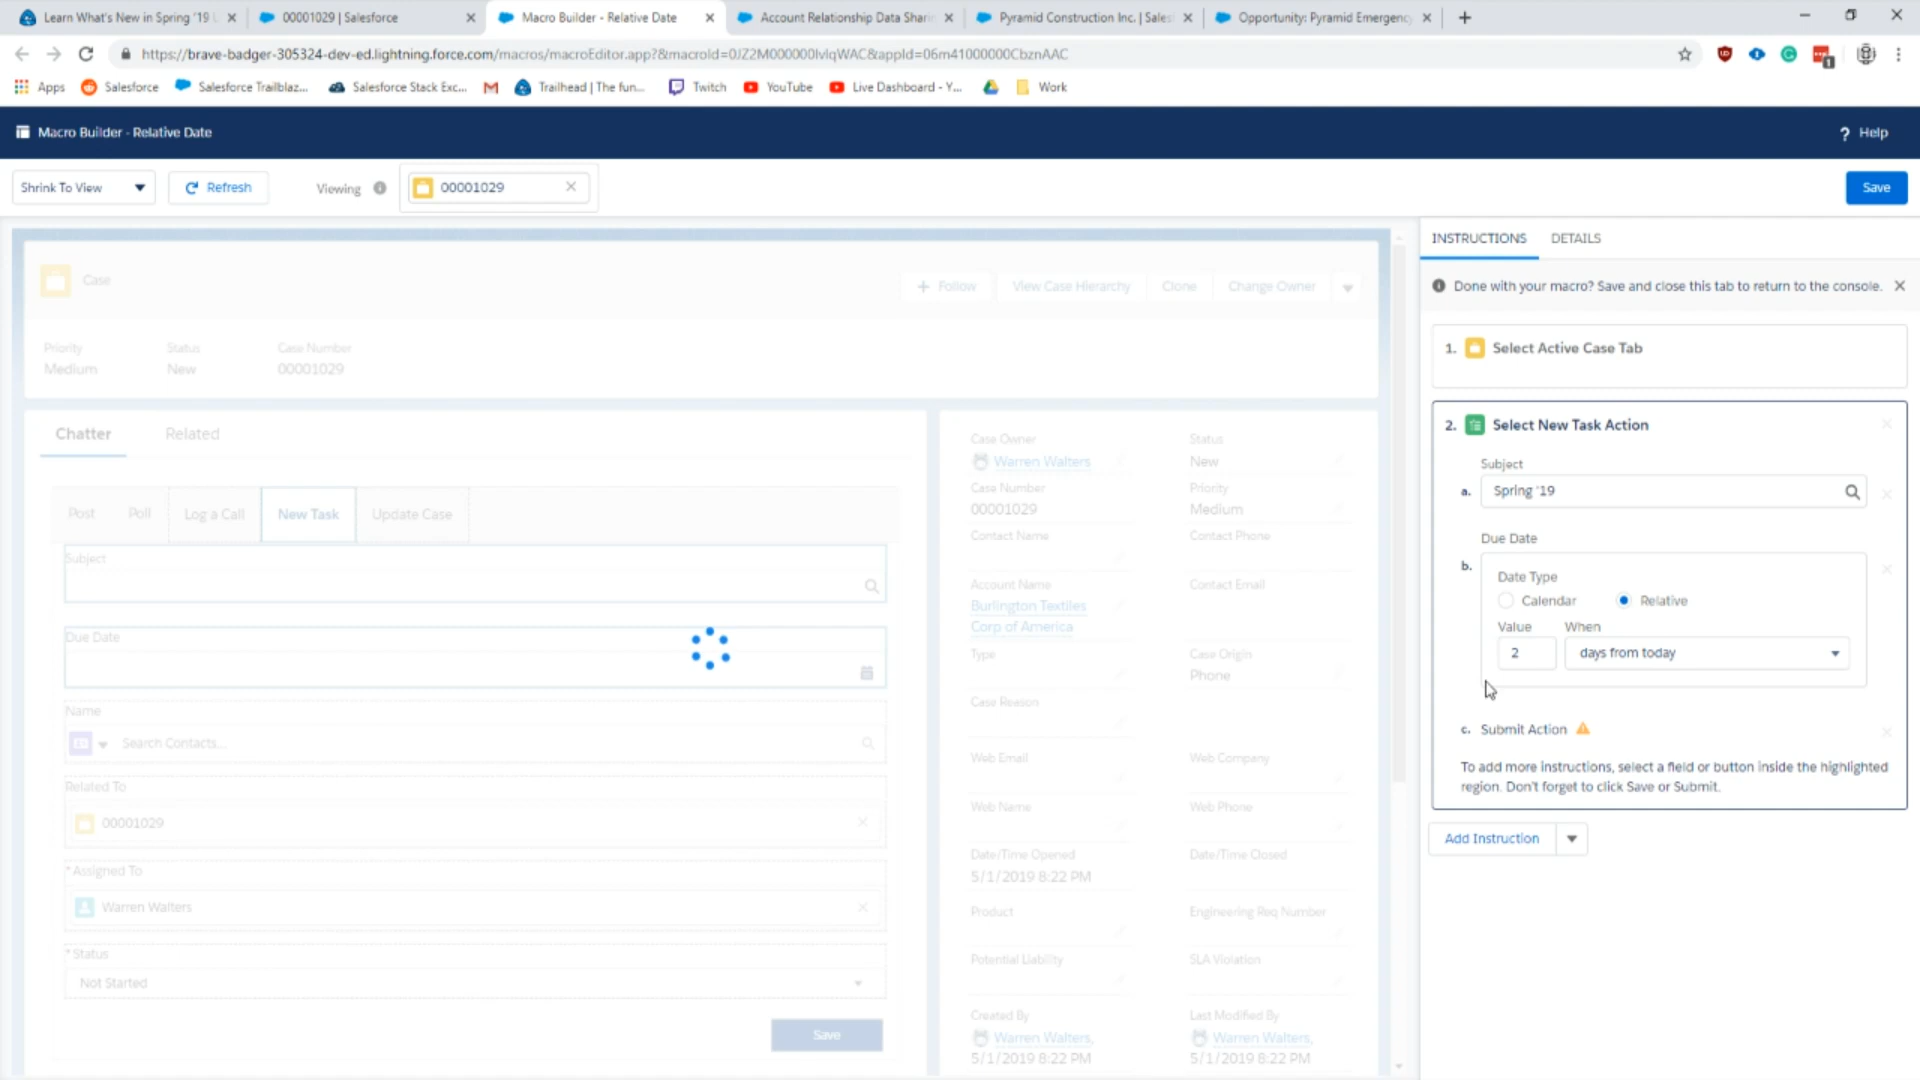 Learn What's New in Spring '19 L
00001029 | Salesforce
Macro Builder - Relative Date
Account Relationship Data Sharin
Pyramid Construction Inc. | Sales
Opportunity: Pyramid Emergency
https://brave-badger-305324-dev-ed.lightning.force.com/macros/macroEditor.app?&macroId=0JZ2M000000IvlqWAC&appId=06m41000000CbznAAC
1
Apps
Salesforce
Salesforce Trailblaz...
Salesforce Stack Exc...
Trailhead | The fun...
Twitch
YouTube
Live Dashboard - Y...
Work
Macro Builder - Relative Date
? Help
Shrink To View
Refresh
Viewing
00001029
Save
Case
+ Follow
View Case Hierarchy
Clone
Change Owner
Priority
Medium
Status
New
Case Number
00001029
Chatter
Related
Post
Poll
Log a Call
New Task
Update Case
Subject
Due Date
Name
Search Contacts...
Related To
00001029
*Assigned To
Warren Walters
*Status
Not Started
Save
Case Owner
Warren Walters
Status
New
Case Number
00001029
Priority
Medium
Contact Name
Contact Phone
Account Name
Burlington Textiles
Corp of America
Contact Email
Type
Case Origin
Phone
Case Reason
Web Email
Web Company
Web Name
Web Phone
Date/Time Opened
5/1/2019 8:22 PM
Date/Time Closed
Product
Engineering Req Number
Potential Liability
SLA Violation
Created By
Warren Walters,
5/1/2019 8:22 PM
Last Modified By
Warren Walters,
5/1/2019 8:22 PM
INSTRUCTIONS
DETAILS
Done with your macro? Save and close this tab to return to the console.
1. Select Active Case Tab
2. Select New Task Action
Subject
a. Spring '19
Due Date
b.
Date Type
Calendar
Relative
Value
When
2
days from today
c. Submit Action
To add more instructions, select a field or button inside the highlighted
region. Don't forget to click Save or Submit.
Add Instruction